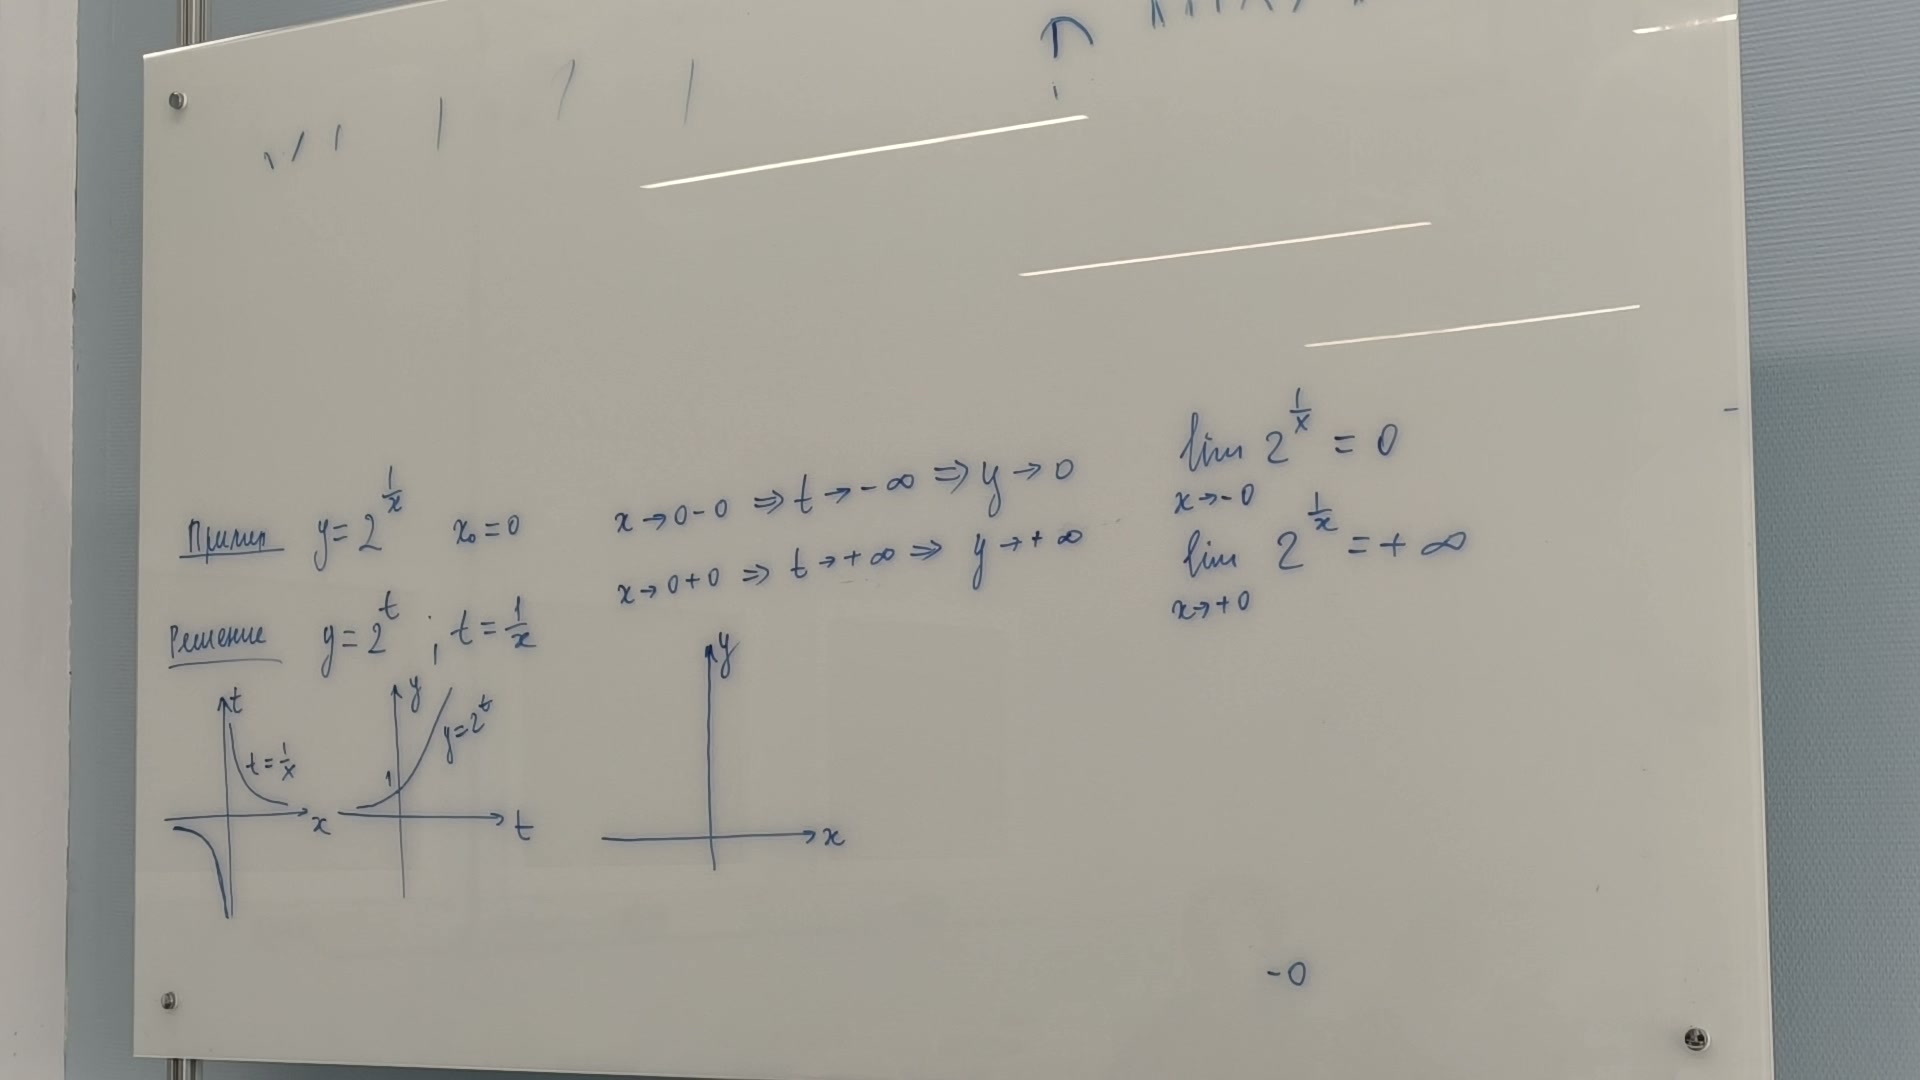 Пример y = 2^{1/x} x₀ = 0
x → 0-0 ⇒ t → -∞ ⇒ y → 0
x → 0+0 ⇒ t → +∞ ⇒ y → +∞
lim 2^{1/x} = 0
x → -0
lim 2^{1/x} = +∞
x → +0
Решение y = 2^t ; t = 1/x
t
t = 1/x
x
y
1
y = 2^t
t
y
x
-0